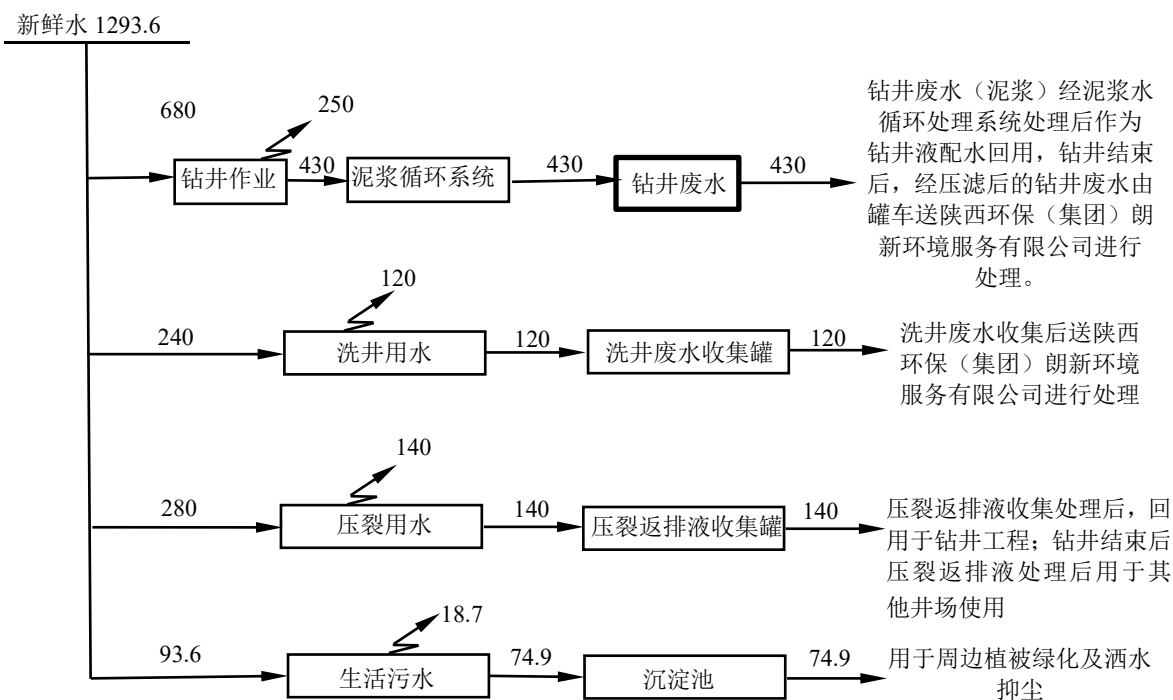 新鲜水 1293.6
680
250
钻井作业
430
泥浆循环系统
430
钻井废水
430
钻井废水（泥浆）经泥浆水
循环处理系统处理后作为
钻井液配水回用，钻井结束
后，经压滤后的钻井废水由
罐车送陕西环保（集团）朗
新环境服务有限公司进行
处理。
240
120
洗井用水
120
洗井废水收集罐
120
洗井废水收集后送陕西
环保（集团）朗新环境
服务有限公司进行处理
280
140
压裂用水
140
压裂返排液收集罐
140
压裂返排液收集处理后，回
用于钻井工程；钻井结束后
压裂返排液处理后用于其
他井场使用
93.6
18.7
生活污水
74.9
沉淀池
74.9
用于周边植被绿化及洒水
抑尘